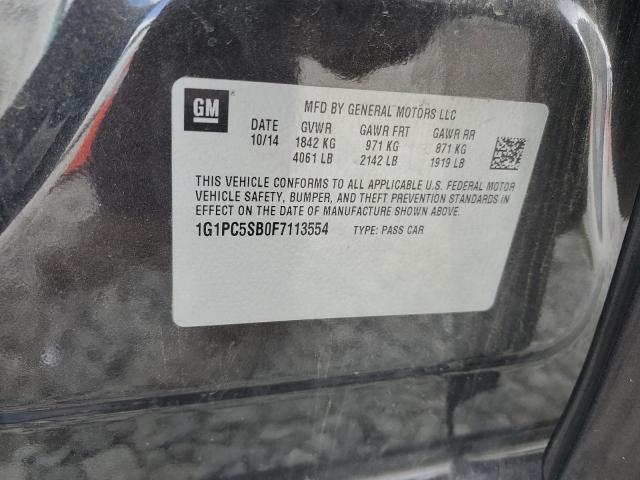 GM
MFD BY GENERAL MOTORS LLC
DATE GVWR GAWR FRT GAWR RR
10/14 1842 KG 971 KG 871 KG
4061 LB 2142 LB 1919 LB
THIS VEHICLE CONFORMS TO ALL APPLICABLE U.S. FEDERAL MOTOR
VEHICLE SAFETY, BUMPER, AND THEFT PREVENTION STANDARDS IN
EFFECT ON THE DATE OF MANUFACTURE SHOWN ABOVE.
1G1PC5SB0F7113554 TYPE: PASS CAR